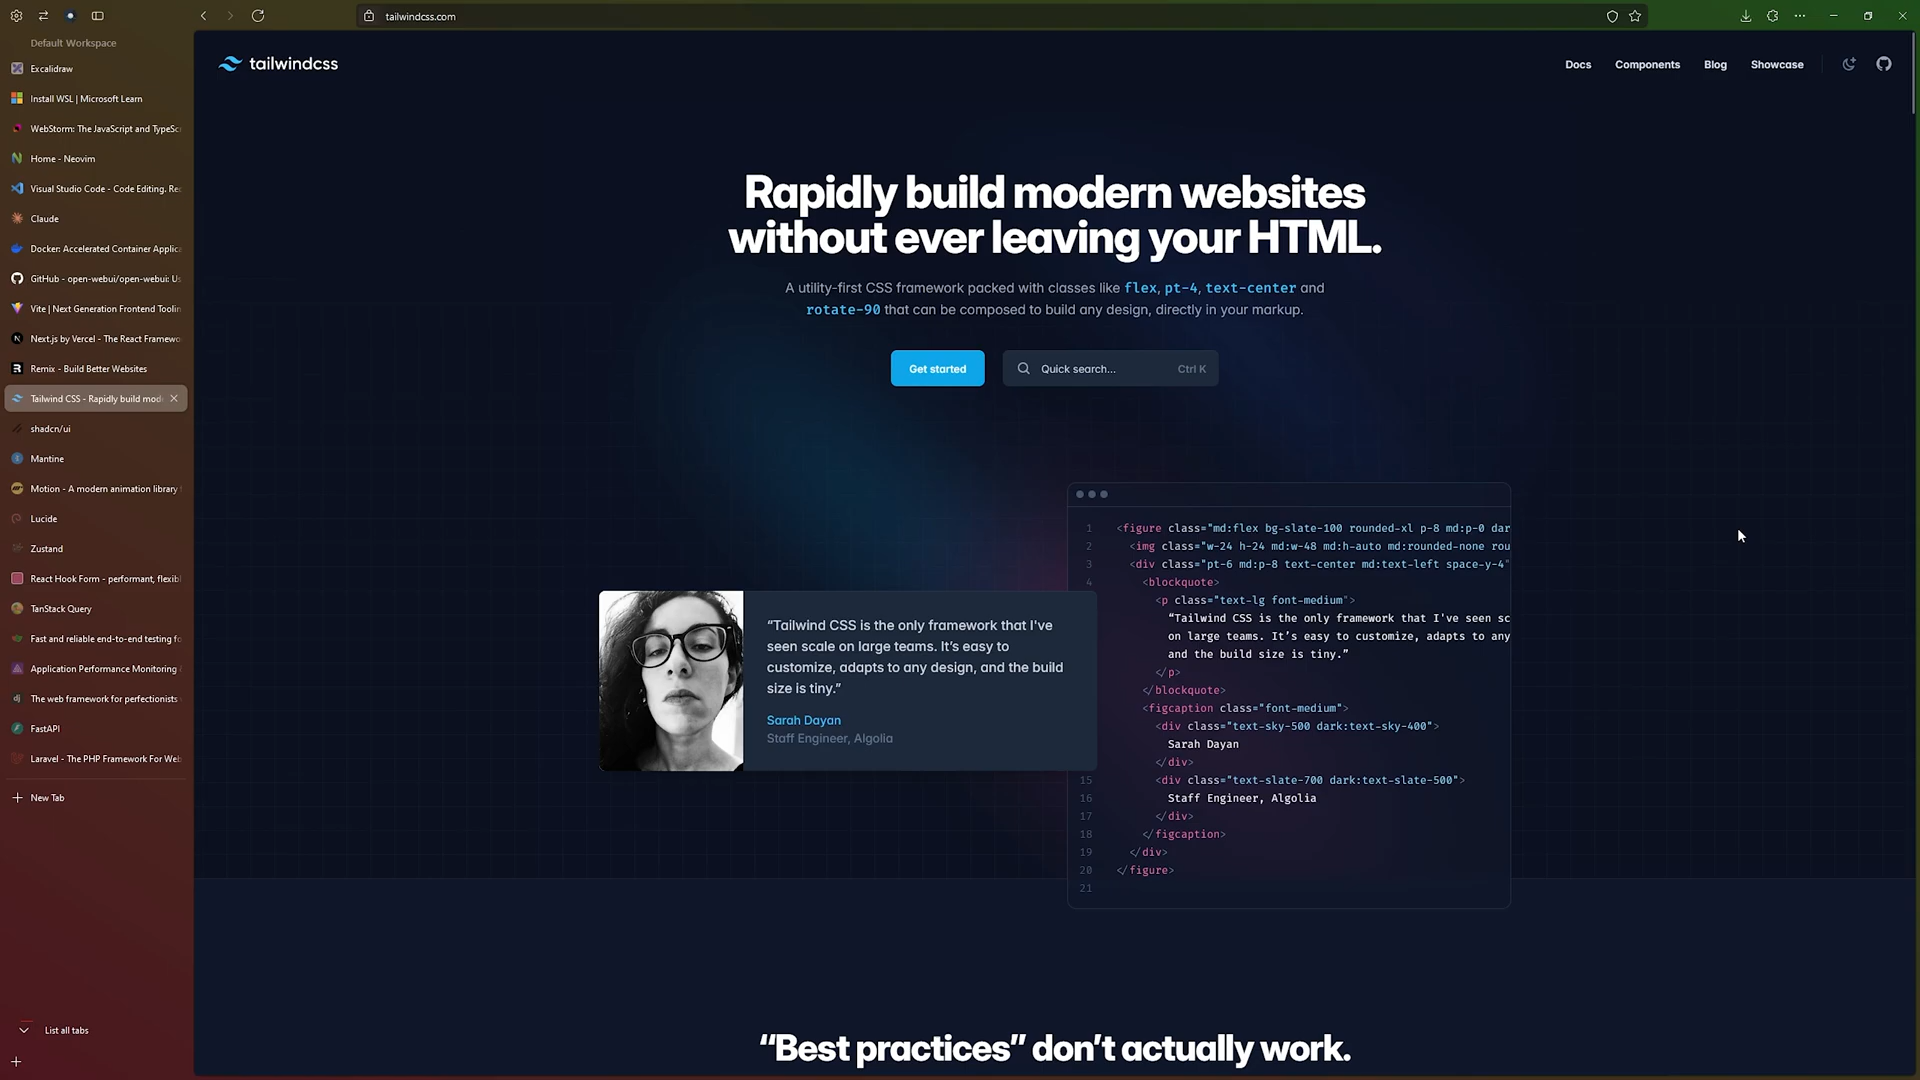 tailwindcss.com
Default Workspace
Excalidraw
Install WSL | Microsoft Learn
WebStorm: The JavaScript and TypeSc
Home - Neovim
Visual Studio Code - Code Editing. Re
Claude
Docker: Accelerated Container Applica
GitHub - open-webui/open-webui: Us
Vite | Next Generation Frontend Toolin
Next.js by Vercel - The React Framewo
Remix - Build Better Websites
Tailwind CSS - Rapidly build mod
shadcn/ui
Mantine
Motion - A modern animation library
Lucide
Zustand
React Hook Form - performant, flexib
TanStack Query
Fast and reliable end-to-end testing fo
Application Performance Monitoring
The web framework for perfectionists
FastAPI
Laravel - The PHP Framework For Web
New Tab
List all tabs
tailwindcss
Docs Components Blog Showcase
Rapidly build modern websites
without ever leaving your HTML.
A utility-first CSS framework packed with classes like flex, pt-4, text-center and
rotate-90 that can be composed to build any design, directly in your markup.
Get started
Quick search... Ctrl K
“Tailwind CSS is the only framework that I've
seen scale on large teams. It’s easy to
customize, adapts to any design, and the build
size is tiny.”
Sarah Dayan
Staff Engineer, Algolia
1 <figure class="md:flex bg-slate-100 rounded-xl p-8 md:p-0 dar
2 <img class="w-24 h-24 md:w-48 md:h-auto md:rounded-none rou
3 <div class="pt-6 md:p-8 text-center md:text-left space-y-4"
4 <blockquote>
<p class="text-lg font-medium">
“Tailwind CSS is the only framework that I've seen sc
on large teams. It’s easy to customize, adapts to any
and the build size is tiny.”
</p>
</blockquote>
<figcaption class="font-medium">
<div class="text-sky-500 dark:text-sky-400">
Sarah Dayan
</div>
15 <div class="text-slate-700 dark:text-slate-500">
16 Staff Engineer, Algolia
17 </div>
18 </figcaption>
19 </div>
20 </figure>
21
“Best practices” don’t actually work.